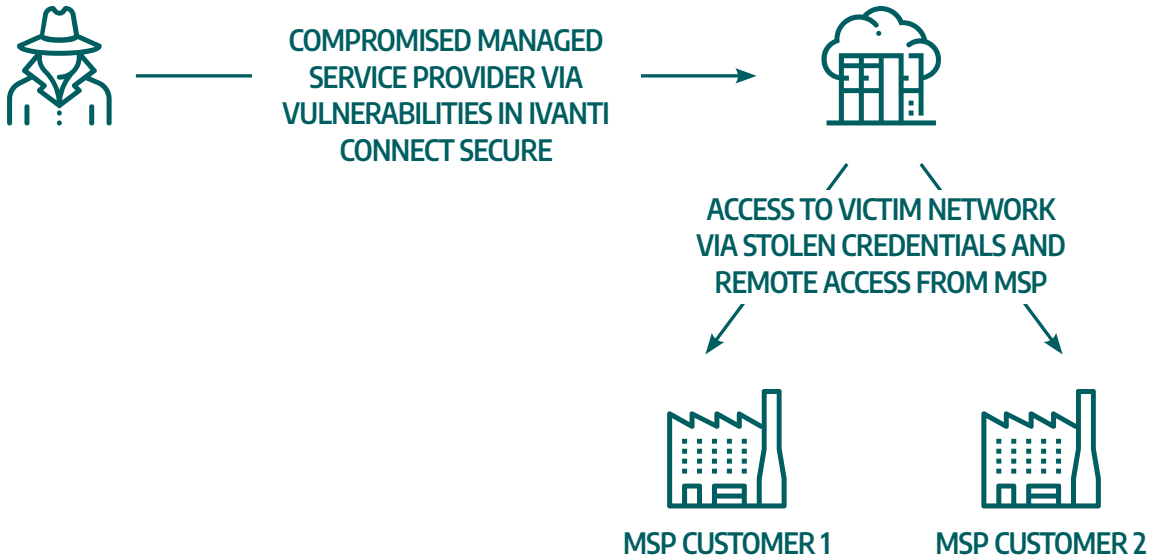 COMPROMISED MANAGED
SERVICE PROVIDER VIA
VULNERABILITIES IN IVANTI
CONNECT SECURE
ACCESS TO VICTIM NETWORK
VIA STOLEN CREDENTIALS AND
REMOTE ACCESS FROM MSP
MSP CUSTOMER 1
MSP CUSTOMER 2